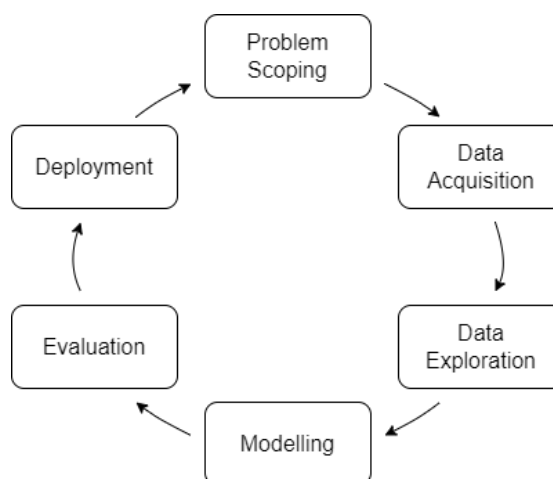 Problem
Scoping
Data
Acquisition
Data
Exploration
Modelling
Evaluation
Deployment